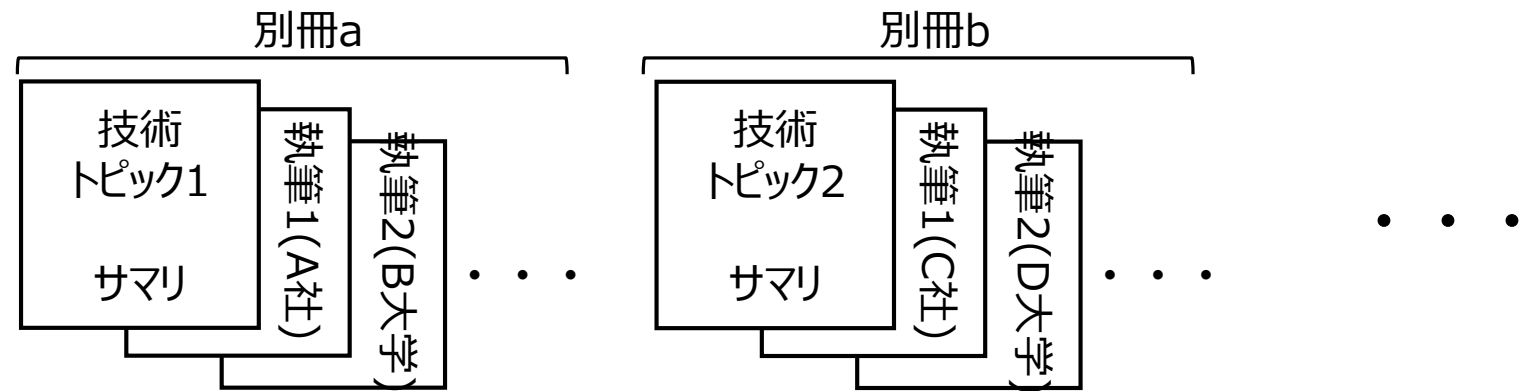 別冊a
技術
トピック1
サマリ
執筆1(A社)
執筆2(B大学)
・・・
別冊b
技術
トピック2
サマリ
執筆1(C社)
執筆2(D大学)
・・・
・・・